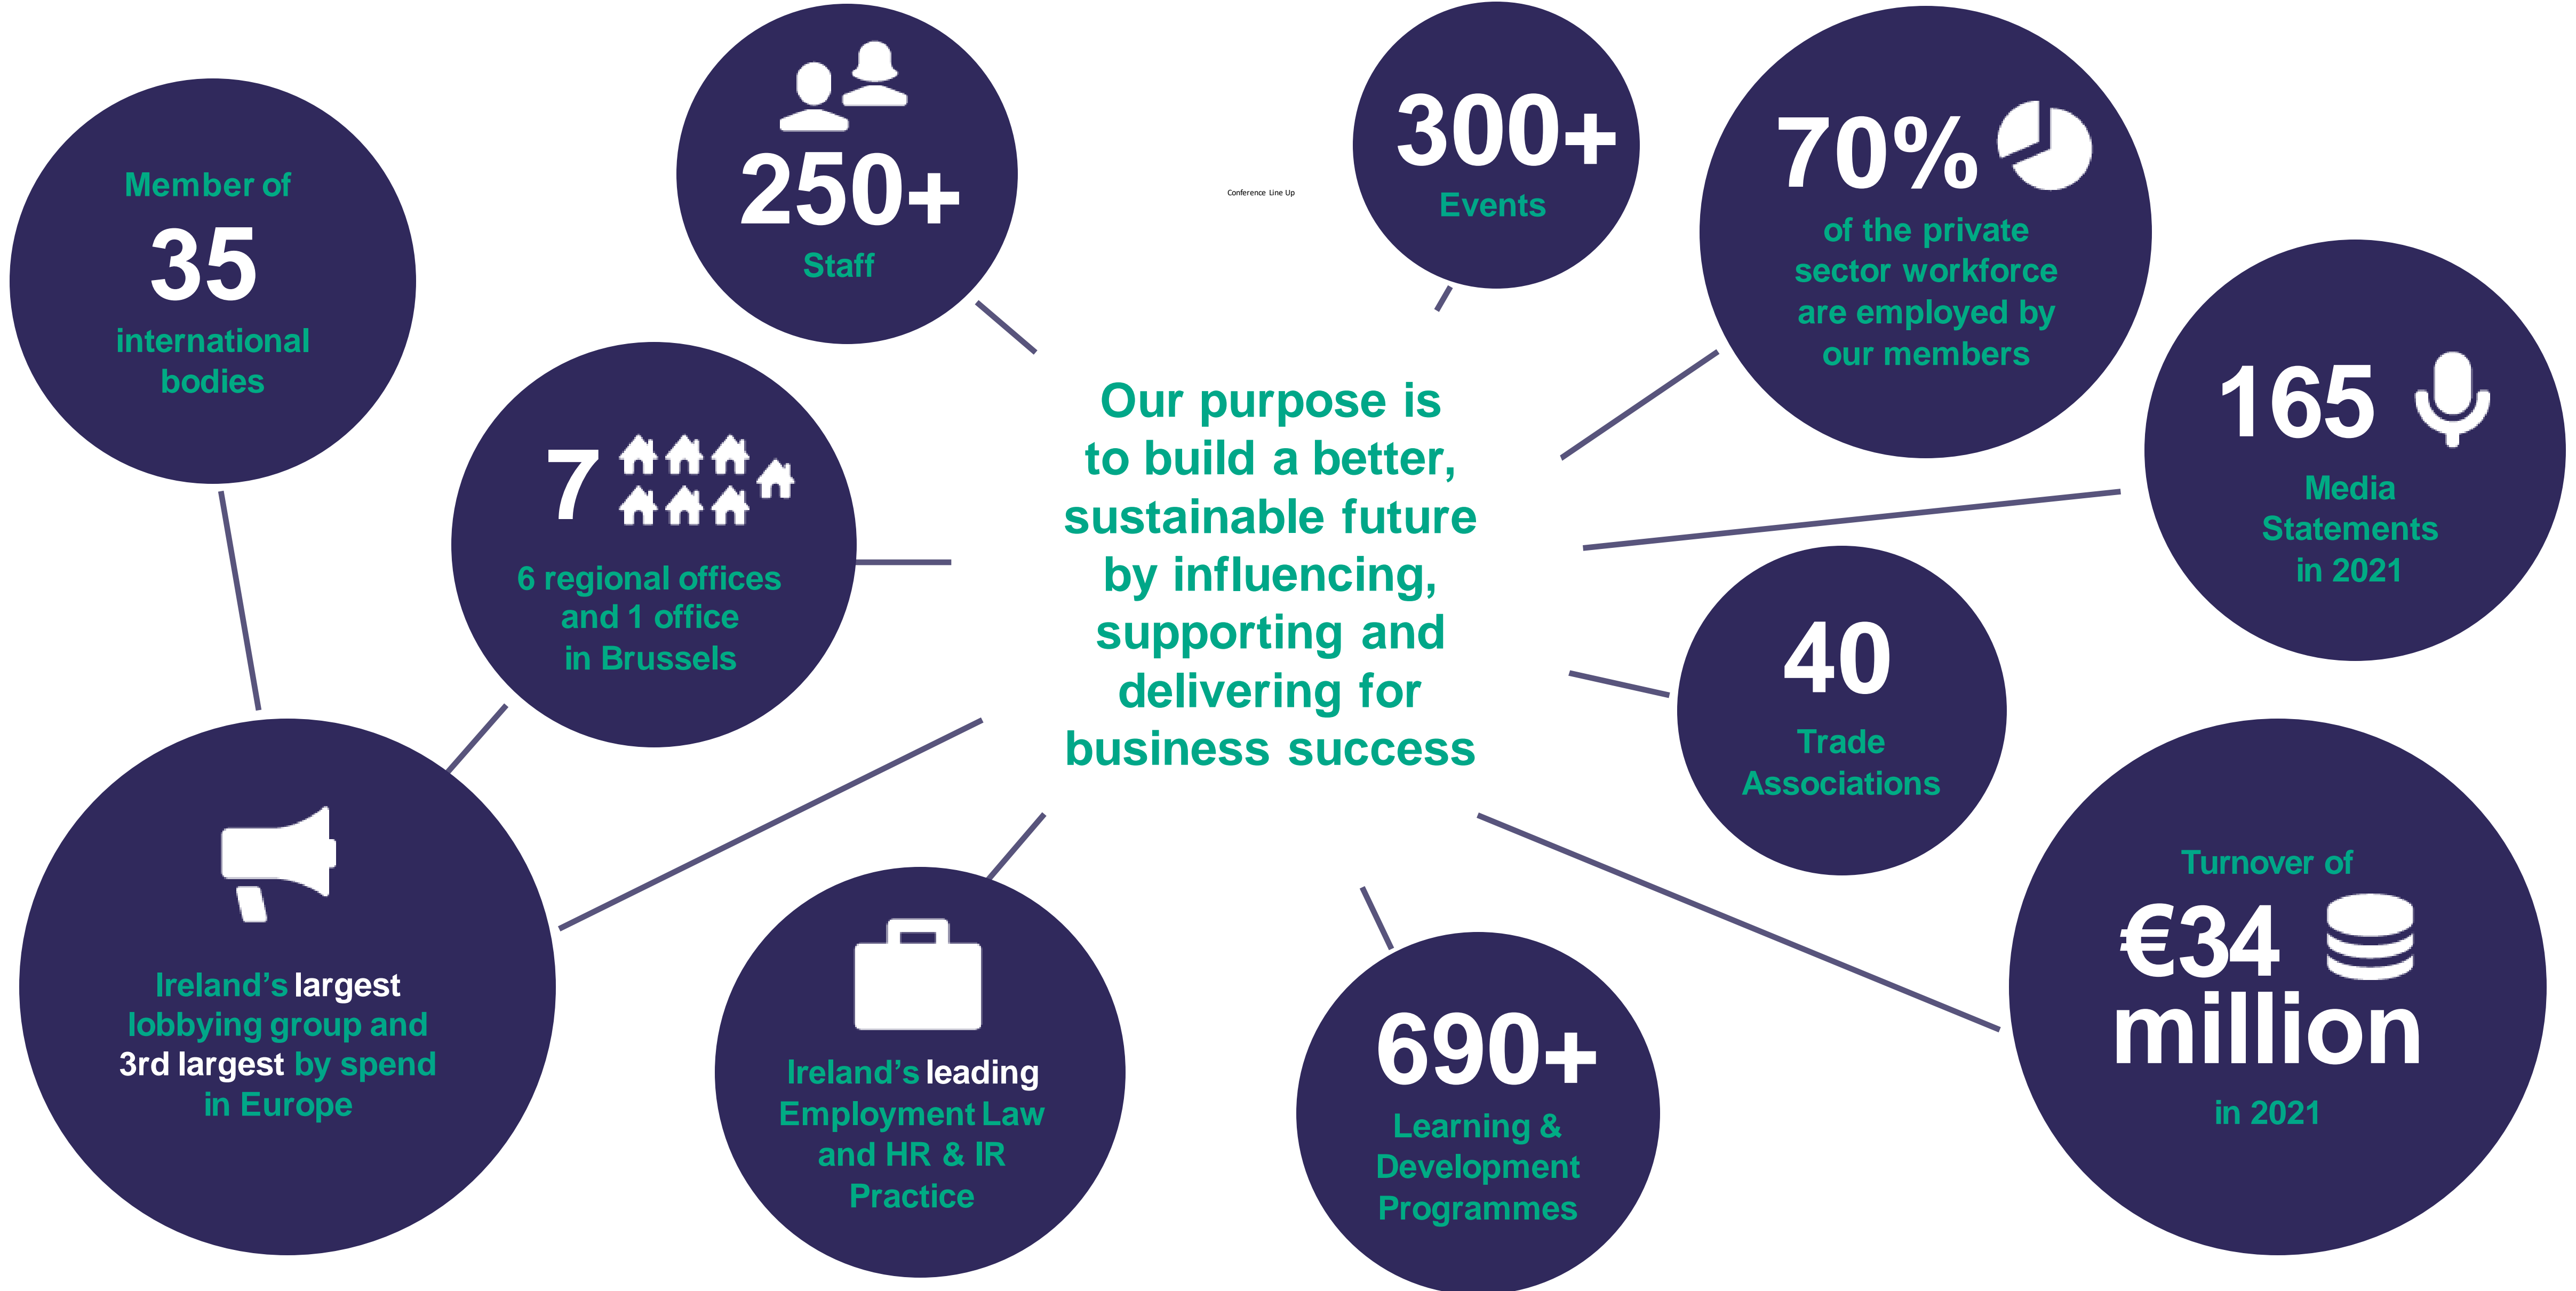 Member of
35
international
bodies
250+
Staff
Conference Line Up
300+
Events
70%
of the private
sector workforce
are employed by
our members
165
Media
Statements
in 2021
7
6 regional offices
and 1 office
in Brussels
Our purpose is
to build a better,
sustainable future
by influencing,
supporting and
delivering for
business success
40
Trade
Associations
Ireland’s largest
lobbying group and
3rd largest by spend
in Europe
Ireland’s leading
Employment Law
and HR & IR
Practice
690+
Learning &
Development
Programmes
Turnover of
€34
million
in 2021